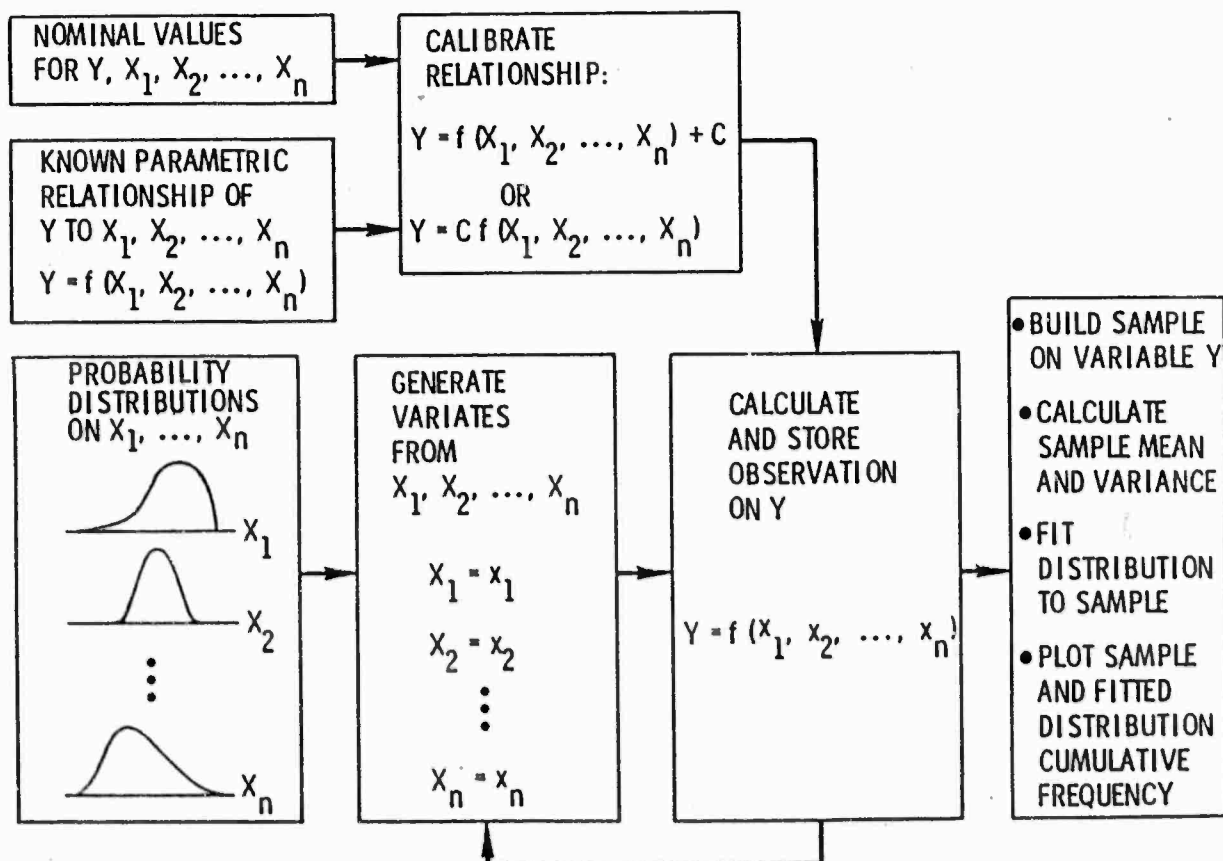 NOMINAL VALUES
FOR Y, X₁, X₂, ..., Xₙ
KNOWN PARAMETRIC
RELATIONSHIP OF
Y TO X₁, X₂, ..., Xₙ
Y = f (X₁, X₂, ..., Xₙ)
CALIBRATE
RELATIONSHIP:
Y = f (X₁, X₂, ..., Xₙ) + C
OR
Y = C f (X₁, X₂, ..., Xₙ)
PROBABILITY
DISTRIBUTIONS
ON X₁, ..., Xₙ
X₁
X₂
Xₙ
GENERATE
VARIATES
FROM
X₁, X₂, ..., Xₙ
X₁ = x₁
X₂ = x₂
Xₙ = xₙ
CALCULATE
AND STORE
OBSERVATION
ON Y
Y = f (x₁, x₂, ..., xₙ)
• BUILD SAMPLE
ON VARIABLE Y
• CALCULATE
SAMPLE MEAN
AND VARIANCE
• FIT
DISTRIBUTION
TO SAMPLE
• PLOT SAMPLE
AND FITTED
DISTRIBUTION
CUMULATIVE
FREQUENCY